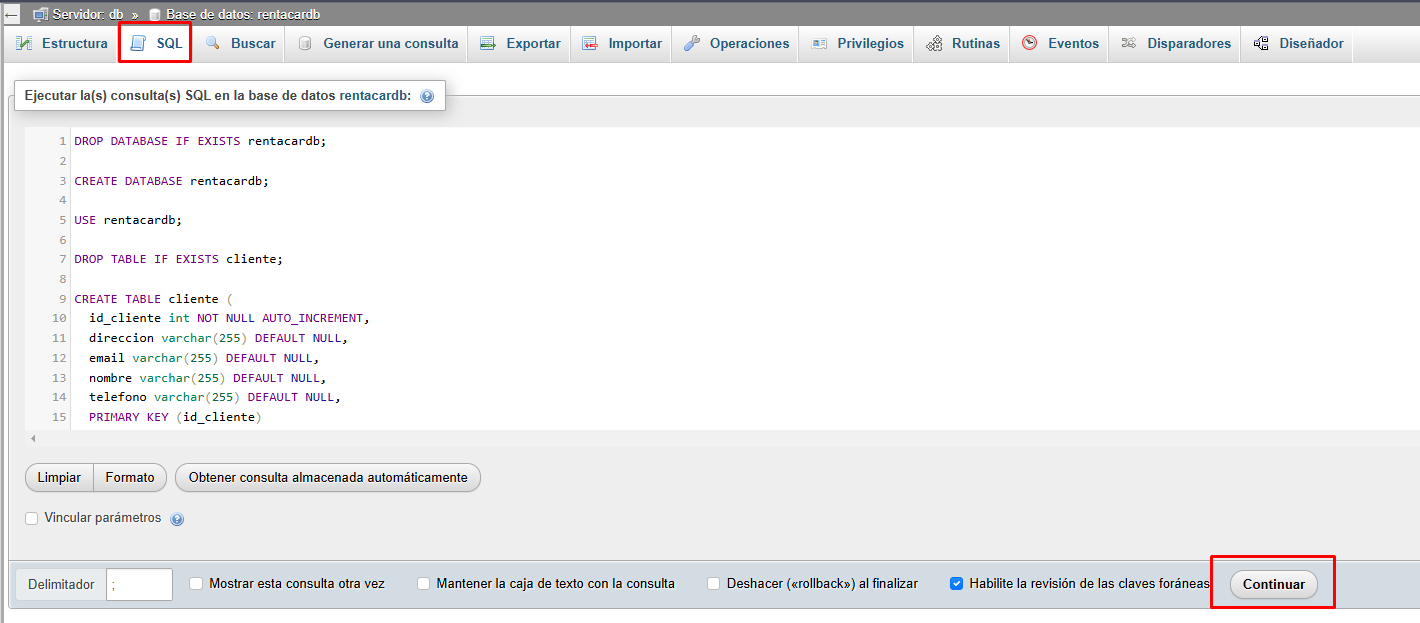 Servidor: db » Base de datos: rentacardb
Estructura SQL Buscar Generar una consulta Exportar Importar Operaciones Privilegios Rutinas Eventos Disparadores Diseñador
Ejecutar la(s) consulta(s) SQL en la base de datos rentacardb:
1 DROP DATABASE IF EXISTS rentacardb;
2
3 CREATE DATABASE rentacardb;
4
5 USE rentacardb;
6
7 DROP TABLE IF EXISTS cliente;
8
9 CREATE TABLE cliente (
10 id_cliente int NOT NULL AUTO_INCREMENT,
11 direccion varchar(255) DEFAULT NULL,
12 email varchar(255) DEFAULT NULL,
13 nombre varchar(255) DEFAULT NULL,
14 telefono varchar(255) DEFAULT NULL,
15 PRIMARY KEY (id_cliente)
Limpiar Formato Obtener consulta almacenada automáticamente
Vincular parámetros
Delimitador ; Mostrar esta consulta otra vez Mantener la caja de texto con la consulta Deshacer («rollback») al finalizar Habilite la revisión de las claves foráneas Continuar